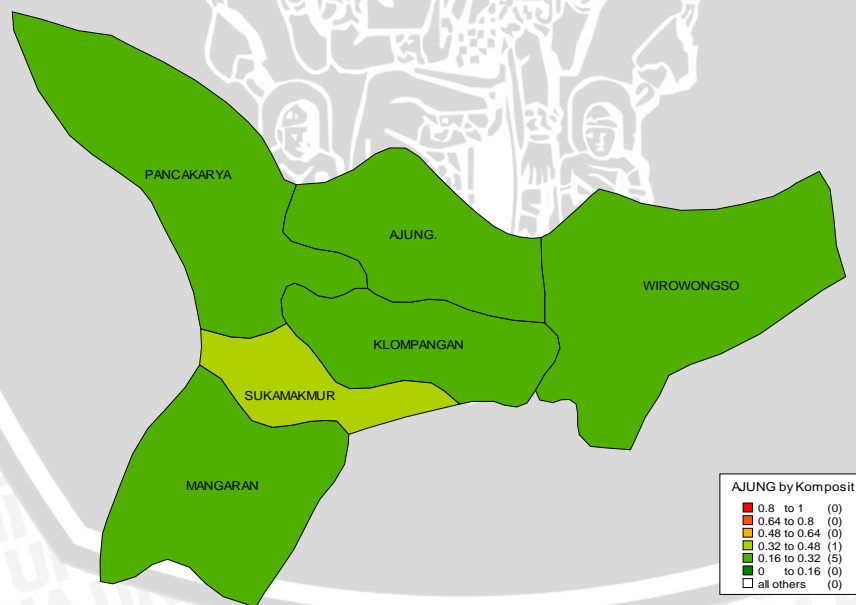 PANCAKARYA
AJUNG.
WIROWONGSO
KLOMPANGAN
SUKAMAKMUR
MANGARAN
AJUNG by Komposit
0.8 to 1 (0)
0.64 to 0.8 (0)
0.48 to 0.64 (0)
0.32 to 0.48 (1)
0.16 to 0.32 (5)
0 to 0.16 (0)
all others (0)